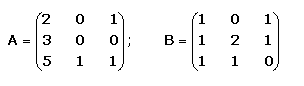 A = (2 0 1
3 0 0
5 1 1);
B = (1 0 1
1 2 1
1 1 0)